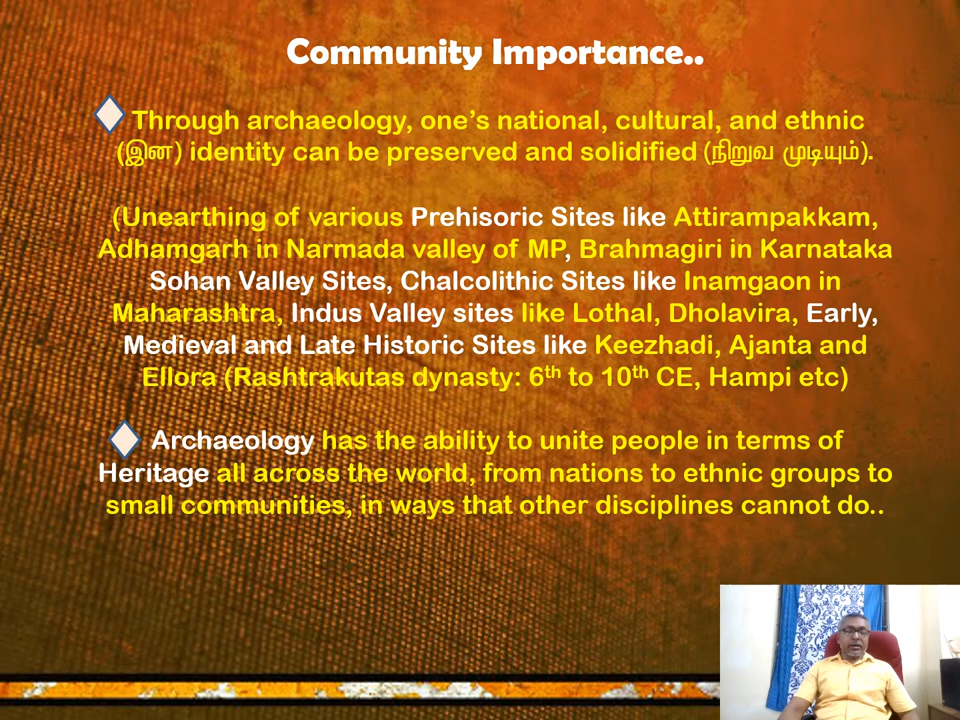 Community Importance..
Through archaeology, one’s national, cultural, and ethnic
(இன) identity can be preserved and solidified (நிறுவ முடியும்).
(Unearthing of various Prehisoric Sites like Attirampakkam,
Adhamgarh in Narmada valley of MP, Brahmagiri in Karnataka
Sohan Valley Sites, Chalcolithic Sites like Inamgaon in
Maharashtra, Indus Valley sites like Lothal, Dholavira, Early,
Medieval and Late Historic Sites like Keezhadi, Ajanta and
Ellora (Rashtrakutas dynasty: 6th to 10th CE, Hampi etc)
Archaeology has the ability to unite people in terms of
Heritage all across the world, from nations to ethnic groups to
small communities, in ways that other disciplines cannot do..